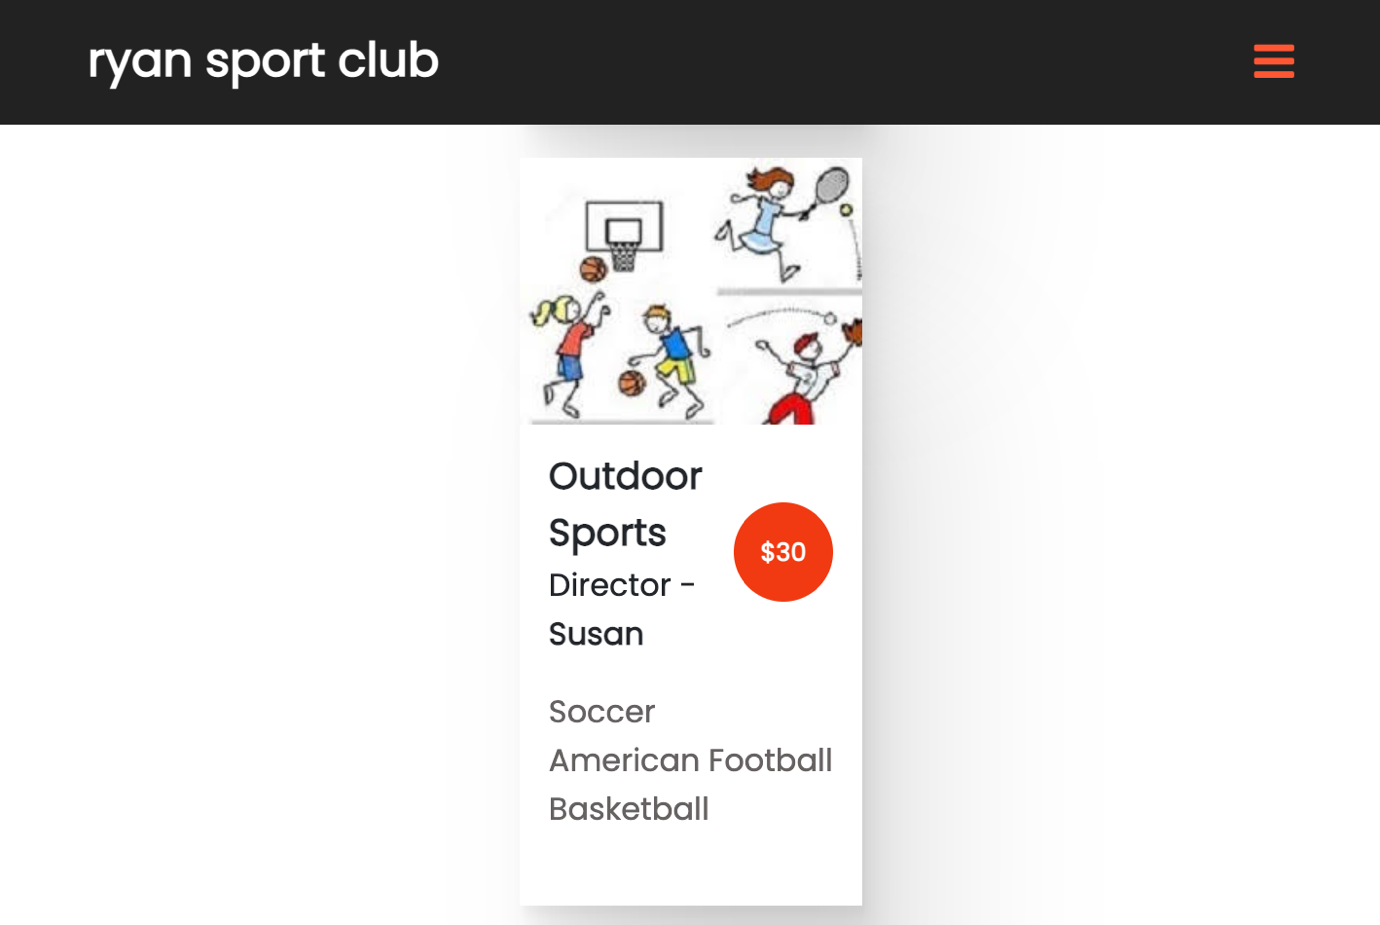 ryan sport club
Outdoor
Sports
$30
Director -
Susan
Soccer
American Football
Basketball